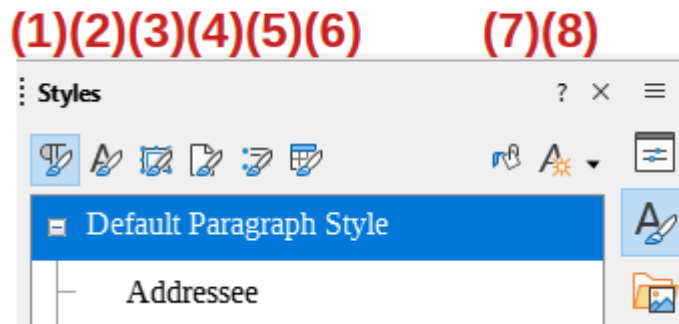 (1)(2)(3)(4)(5)(6) (7)(8)
Styles ?
Default Paragraph Style
Addressee